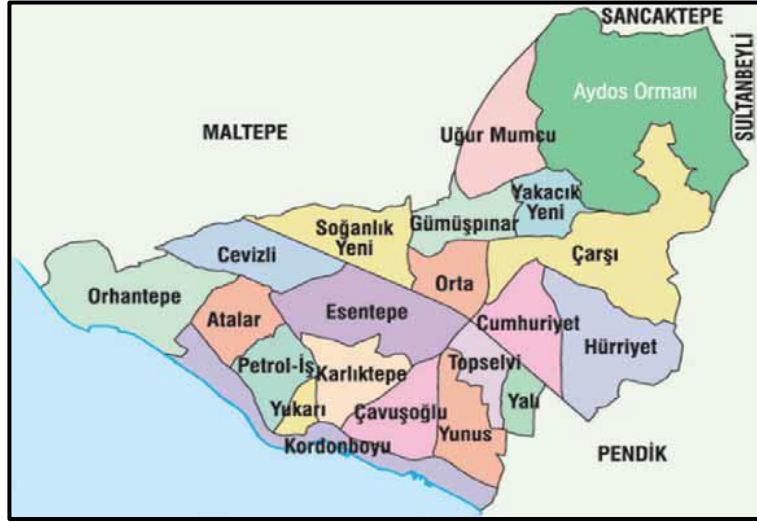 SANCAKTEPE
SULTANBEYLİ
Aydos Ormanı
MALTEPE
Uğur Mumcu
Yakacık
Yeni
Soğanlık
Yeni
Gümüşpınar
Cevizli
Çarşı
Orta
Orhantepe
Esentepe
Atalar
Cumhuriyet
Hürriyet
Petrol-İş
Karlıktepe
Topselvi
Yukarı
Çavuşoğlu
Yalı
Yunus
Kordonboyu
PENDİK